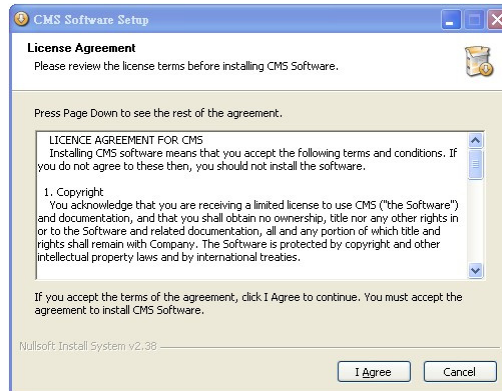 CMS Software Setup
License Agreement
Please review the license terms before installing CMS Software.
Press Page Down to see the rest of the agreement.
LICENCE AGREEMENT FOR CMS
Installing CMS software means that you accept the following terms and conditions. If
you do not agree to these then, you should not install the software.
1. Copyright
You acknowledge that you are receiving a limited license to use CMS ("the Software")
and documentation, and that you shall obtain no ownership, title nor any other rights in
or to the Software and related documentation, all and any portion of which title and
rights shall remain with Company. The Software is protected by copyright and other
intellectual property laws and by international treaties.
If you accept the terms of the agreement, click I Agree to continue. You must accept the
agreement to install CMS Software.
Nullsoft Install System v2.38
I Agree
Cancel